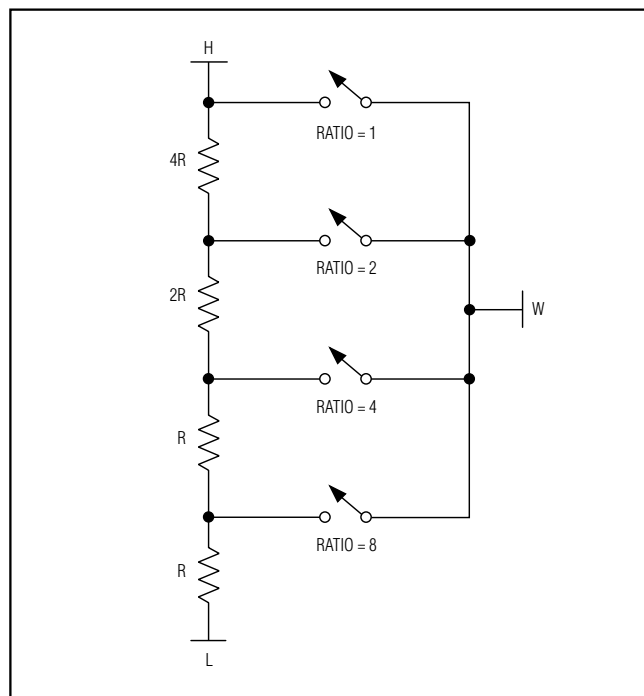 H
RATIO = 1
4R
RATIO = 2
2R
W
RATIO = 4
R
RATIO = 8
R
L